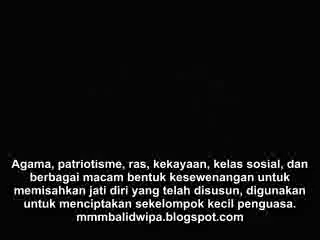 Agama, patriotisme, ras, kekayaan, kelas sosial, dan
berbagai macam bentuk kesewenangan untuk
memisahkan jati diri yang telah disusun, digunakan
untuk menciptakan sekelompok kecil penguasa.
mmmbalidwipa.blogspot.com